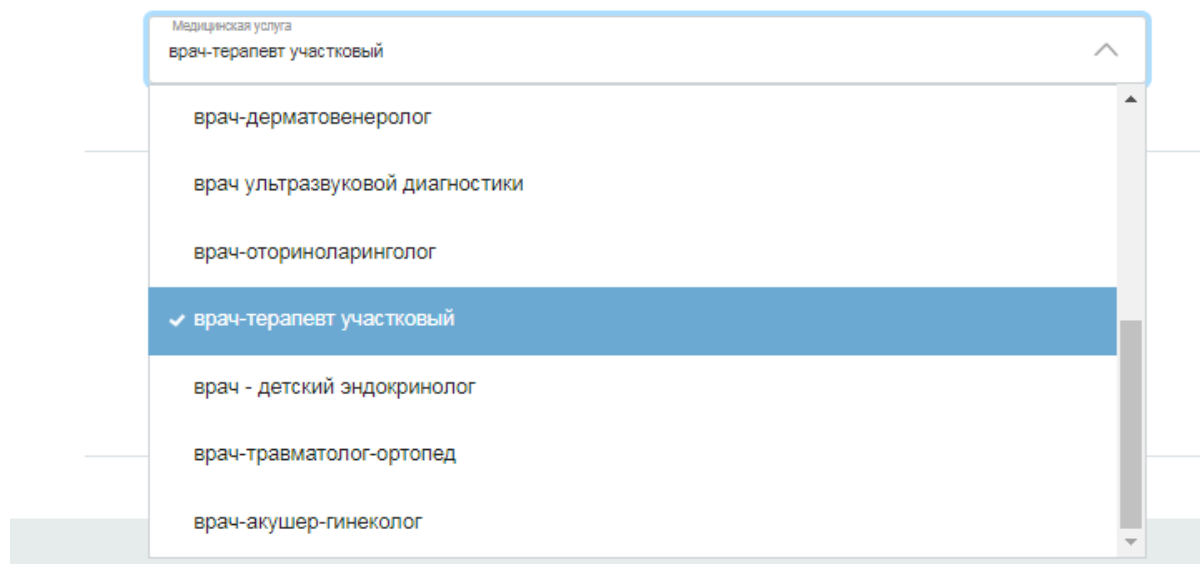 Медицинская услуга
врач-терапевт участковый
врач-дерматовенеролог
врач ультразвуковой диагностики
врач-оториноларинголог
врач-терапевт участковый
врач - детский эндокринолог
врач-травматолог-ортопед
врач-акушер-гинеколог